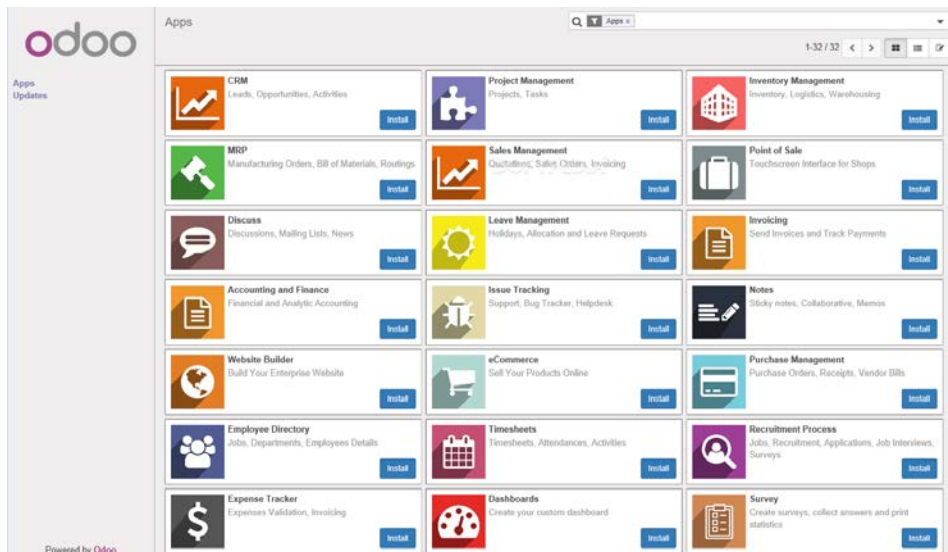 odoo
Apps
Apps x
1-32 / 32
Apps
Updates
CRM
Leads, Opportunities, Activities
Install
Project Management
Projects, Tasks
Install
Inventory Management
Inventory, Logistics, Warehousing
Install
MRP
Manufacturing Orders, Bill of Materials, Routings
Install
Sales Management
Quotations, Sales Orders, Invoicing
Install
Point of Sale
Touchscreen Interface for Shops
Install
Discuss
Discussions, Mailing Lists, News
Install
Leave Management
Holidays, Allocation and Leave Requests
Install
Invoicing
Send Invoices and Track Payments
Install
Accounting and Finance
Financial and Analytic Accounting
Install
Issue Tracking
Support, Bug Tracker, Helpdesk
Install
Notes
Sticky notes, Collaborative, Memos
Install
Website Builder
Build Your Enterprise Website
Install
eCommerce
Sell Your Products Online
Install
Purchase Management
Purchase Orders, Receipts, Vendor Bills
Install
Employee Directory
Jobs, Departments, Employees Details
Install
Timesheets
Timesheets, Attendances, Activities
Install
Recruitment Process
Jobs, Recruitment, Applications, Job Interviews,
Surveys
Install
Expense Tracker
Expenses Validation, Invoicing
Install
Dashboards
Create your custom dashboard
Install
Survey
Create surveys, collect answers and print
statistics
Install
Powered by Odoo